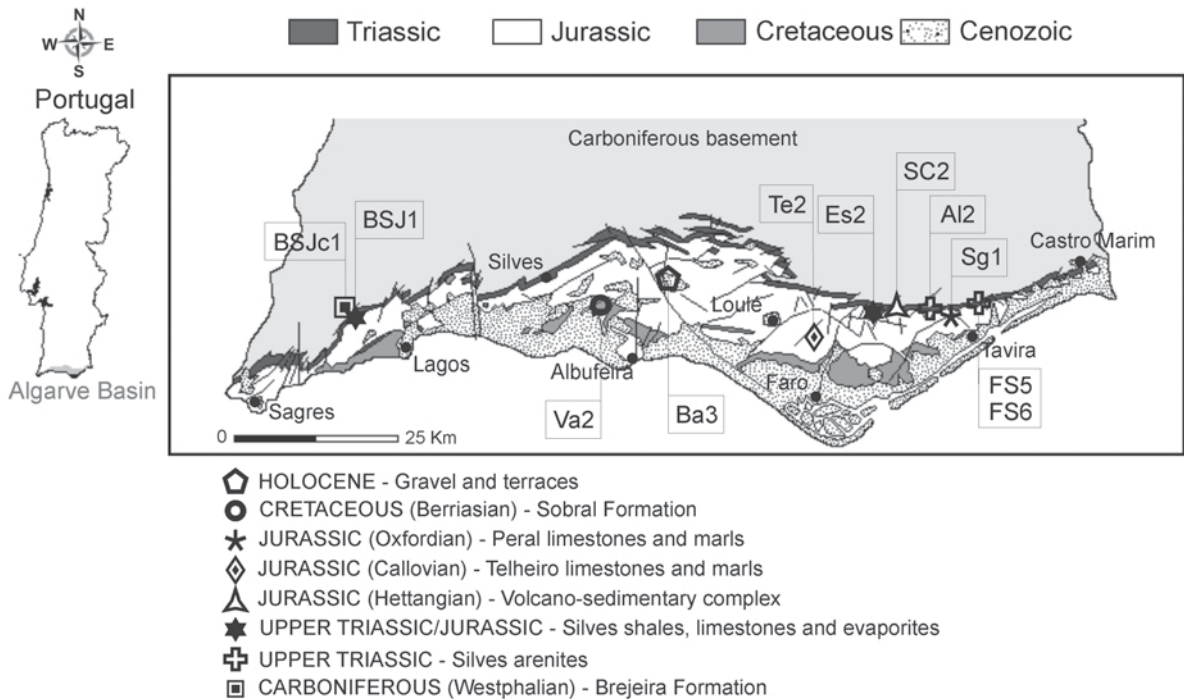 N
W E
S
Portugal
Algarve Basin
Triassic Jurassic Cretaceous Cenozoic
Carboniferous basement
SC2
Te2 Es2 Al2
BSJ1
BSJc1
Sg1
Castro Marim
Silves
Loulé
Lagos
Albufeira
Tavira
Faro
Sagres
FS5
FS6
Va2 Ba3
0 25 Km
HOLOCENE - Gravel and terraces
CRETACEOUS (Berriasian) - Sobral Formation
JURASSIC (Oxfordian) - Peral limestones and marls
JURASSIC (Callovian) - Telheiro limestones and marls
JURASSIC (Hettangian) - Volcano-sedimentary complex
UPPER TRIASSIC/JURASSIC - Silves shales, limestones and evaporites
UPPER TRIASSIC - Silves arenites
CARBONIFEROUS (Westphalian) - Brejeira Formation